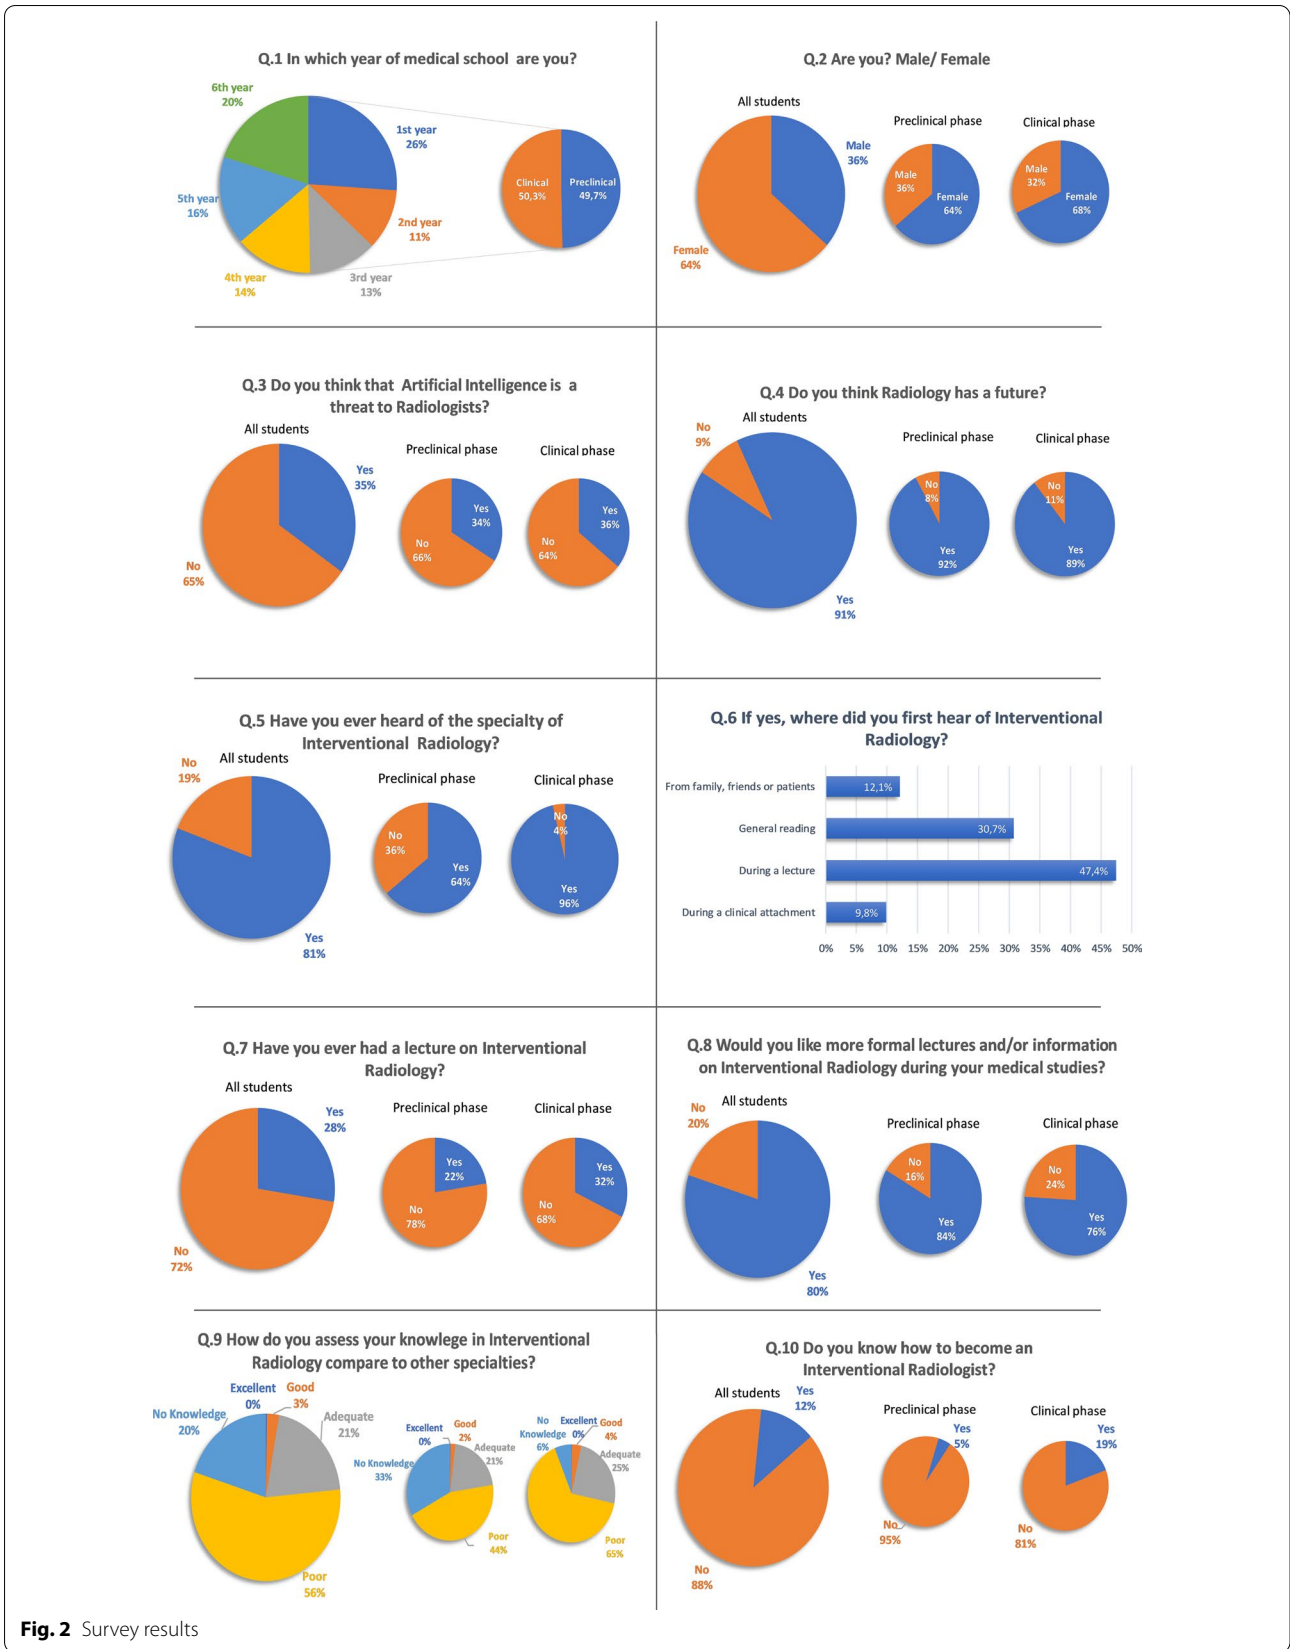 Q.1 In which year of medical school are you?
6th year
20%
1st year
26%
5th year
16%
2nd year
11%
4th year
14%
3rd year
13%
Clinical
50,3%
Preclinical
49,7%
Q.2 Are you? Male/ Female
All students
Male
36%
Female
64%
Preclinical phase
Male
36%
Female
64%
Clinical phase
Male
32%
Female
68%
Q.3 Do you think that Artificial Intelligence is a
threat to Radiologists?
All students
Yes
35%
No
65%
Preclinical phase
Yes
34%
No
66%
Clinical phase
Yes
36%
No
64%
Q.4 Do you think Radiology has a future?
All students
No
9%
Yes
91%
Preclinical phase
No
8%
Yes
92%
Clinical phase
No
11%
Yes
89%
Q.5 Have you ever heard of the specialty of
Interventional Radiology?
All students
No
19%
Yes
81%
Preclinical phase
No
36%
Yes
64%
Clinical phase
No
4%
Yes
96%
Q.6 If yes, where did you first hear of Interventional
Radiology?
From family, friends or patients
12,1%
General reading
30,7%
During a lecture
47,4%
During a clinical attachment
9,8%
0% 5% 10% 15% 20% 25% 30% 35% 40% 45% 50%
Q.7 Have you ever had a lecture on Interventional
Radiology?
All students
Yes
28%
No
72%
Preclinical phase
Yes
22%
No
78%
Clinical phase
Yes
32%
No
68%
Q.8 Would you like more formal lectures and/or information
on Interventional Radiology during your medical studies?
All students
No
20%
Yes
80%
Preclinical phase
No
16%
Yes
84%
Clinical phase
No
24%
Yes
76%
Q.9 How do you assess your knowlege in Interventional
Radiology compare to other specialties?
Excellent
0%
Good
3%
No Knowledge
20%
Adequate
21%
Poor
56%
Excellent
0%
Good
2%
Adequate
21%
No Knowledge
33%
Poor
44%
No
Knowledge
6%
Excellent
0%
Good
4%
Adequate
25%
Poor
65%
Q.10 Do you know how to become an
Interventional Radiologist?
All students
Yes
12%
No
88%
Preclinical phase
Yes
5%
No
95%
Clinical phase
Yes
19%
No
81%
Fig. 2 Survey results